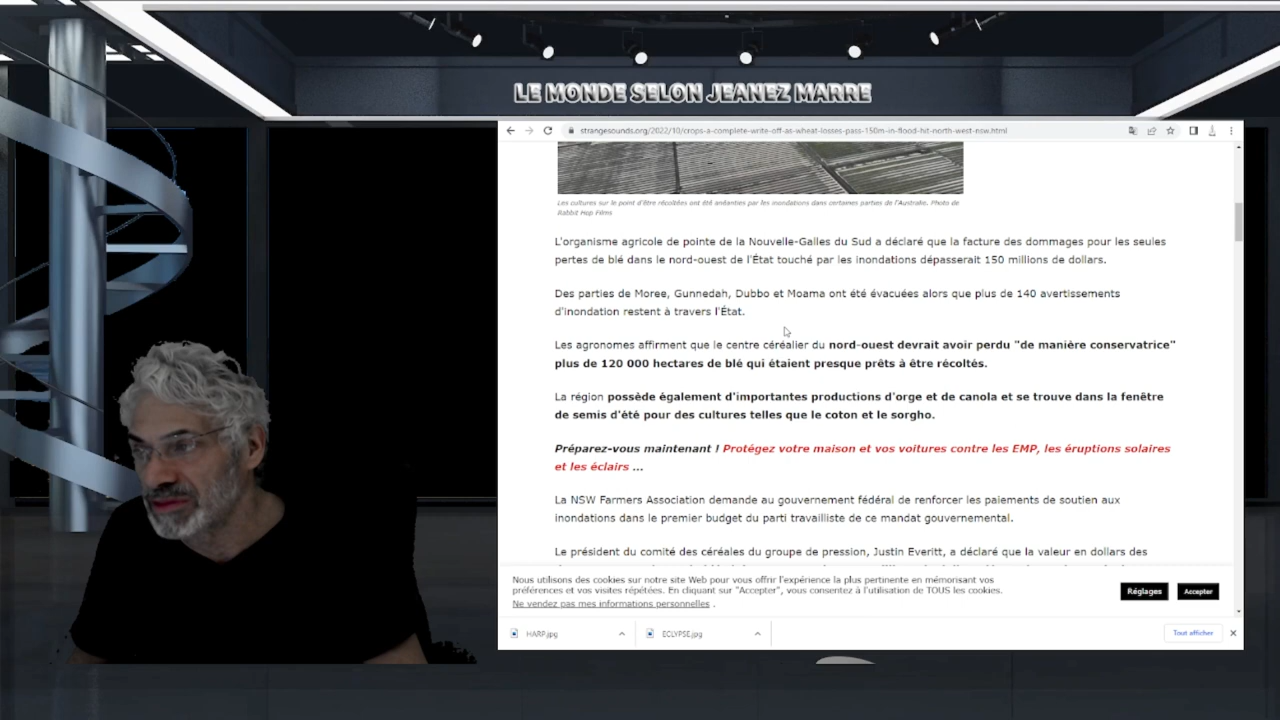 LE MONDE SELON JEANEZ MARRE
strangesounds.org/2022/10/crops-a-complete-write-off-as-wheat-losses-pass-150m-in-flood-hit-north-west-nsw.html
Les cultures sur le point d'être récoltées ont été anéanties par les inondations dans certaines parties de l'Australie. Photo de
Rabbit Hop Films
L'organisme agricole de pointe de la Nouvelle-Galles du Sud a déclaré que la facture des dommages pour les seules
pertes de blé dans le nord-ouest de l'État touché par les inondations dépasserait 150 millions de dollars.
Des parties de Moree, Gunnedah, Dubbo et Moama ont été évacuées alors que plus de 140 avertissements
d'inondation restent à travers l'État.
Les agronomes affirment que le centre céréalier du nord-ouest devrait avoir perdu "de manière conservatrice"
plus de 120 000 hectares de blé qui étaient presque prêts à être récoltés.
La région possède également d'importantes productions d'orge et de canola et se trouve dans la fenêtre
de semis d'été pour des cultures telles que le coton et le sorgho.
Préparez-vous maintenant ! Protégez votre maison et vos voitures contre les EMP, les éruptions solaires
et les éclairs ...
La NSW Farmers Association demande au gouvernement fédéral de renforcer les paiements de soutien aux
inondations dans le premier budget du parti travailliste de ce mandat gouvernemental.
Le président du comité des céréales du groupe de pression, Justin Everitt, a déclaré que la valeur en dollars des
Nous utilisons des cookies sur notre site Web pour vous offrir l'expérience la plus pertinente en mémorisant vos
préférences et vos visites répétées. En cliquant sur "Accepter", vous consentez à l'utilisation de TOUS les cookies.
Ne vendez pas mes informations personnelles .
Réglages
Accepter
HARP.jpg
ECLYPSE.jpg
Tout afficher